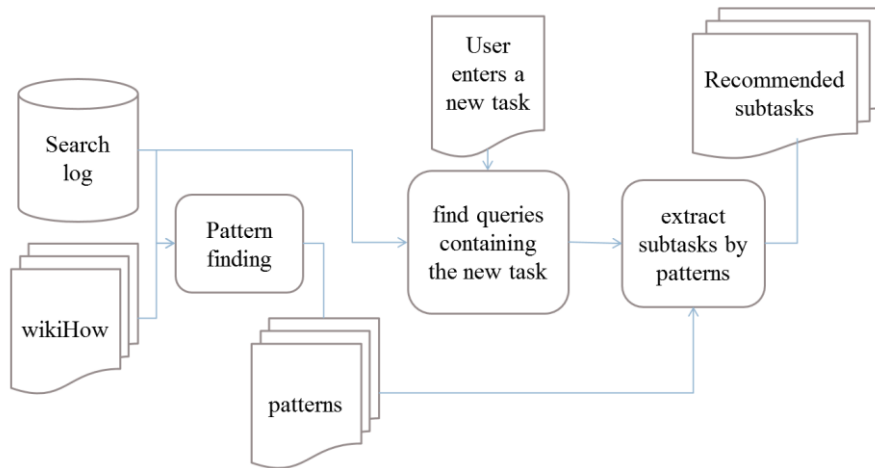 User
enters a
new task
Recommended
subtasks
Search
log
Pattern
finding
find queries
containing
the new task
extract
subtasks by
patterns
wikiHow
patterns